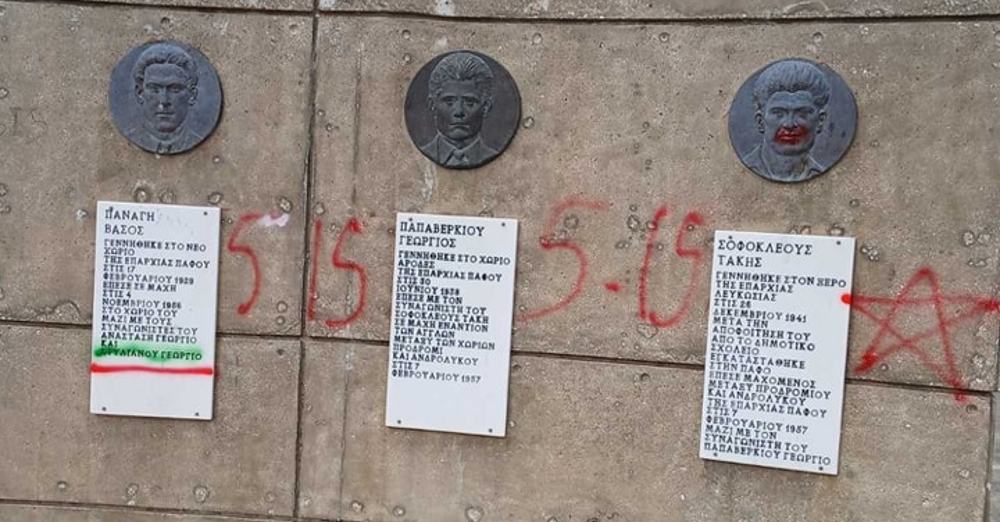 ΠΑΝΑΓΗ
ΒΑΣΟΣ
ΓΕΝΝΗΘΗΚΕ ΣΤΟ ΝΕΟ
ΧΩΡΙΟ
ΤΗΣ ΕΠΑΡΧΙΑΣ ΠΑΦΟΥ
ΣΤΙΣ 17
ΦΕΒΡΟΥΑΡΙΟΥ 1939
ΕΠΕΣΕ ΣΕ ΜΑΧΗ
ΣΤΙΣ 4
ΝΟΕΜΒΡΙΟΥ 1956
ΣΤΟ ΧΩΡΙΟ ΤΟΥ
ΜΑΖΙ ΜΕ ΤΟΥΣ
ΣΥΝΑΓΩΝΙΣΤΕΣ ΤΟΥ
ΑΝΑΣΤΑΣΗ ΓΕΩΡΓΙΟ
ΚΑΙ
ΓΕΩΡΓΙΟ
5
15
ΠΑΠΑΒΕΡΚΙΟΥ
ΓΕΩΡΓΙΟΣ
ΓΕΝΝΗΘΗΚΕ ΣΤΟ ΧΩΡΙΟ
ΑΡΟΔΕΣ
ΤΗΣ ΕΠΑΡΧΙΑΣ ΠΑΦΟΥ
ΣΤΙΣ 30
ΙΟΥΝΙΟΥ 1938
ΕΠΕΣΕ ΜΕ ΤΟΝ
ΣΥΝΑΓΩΝΙΣΤΗ ΤΟΥ
ΣΟΦΟΚΛΕΟΥΣ ΤΑΚΗ
ΣΕ ΜΑΧΗ ΕΝΑΝΤΙΟΝ
ΤΩΝ ΑΓΓΛΩΝ
ΜΕΤΑΞΥ ΤΩΝ ΧΩΡΙΩΝ
ΠΡΟΔΡΟΜΙ
ΚΑΙ ΑΝΔΡΟΛΥΚΟΥ
ΣΤΙΣ 7
ΦΕΒΡΟΥΑΡΙΟΥ 1957
5-15
ΣΟΦΟΚΛΕΟΥΣ
ΤΑΚΗΣ
ΓΕΝΝΗΘΗΚΕ ΣΤΟΝ ΞΕΡΟ
ΤΗΣ ΕΠΑΡΧΙΑΣ
ΛΕΥΚΩΣΙΑΣ
ΣΤΙΣ 26
ΔΕΚΕΜΒΡΙΟΥ 1941
ΜΕΤΑ ΤΗΝ
ΑΠΟΦΟΙΤΗΣΗ ΤΟΥ
ΑΠΟ ΤΟ ΔΗΜΟΤΙΚΟ
ΣΧΟΛΕΙΟ
ΕΓΚΑΤΑΣΤΑΘΗΚΕ
ΣΤΗΝ ΠΑΦΟ
ΕΠΕΣΕ ΜΑΧΟΜΕΝΟΣ
ΜΕΤΑΞΥ ΠΡΟΔΡΟΜΙΟΥ
ΚΑΙ ΑΝΔΡΟΛΥΚΟΥ
ΤΗΣ ΕΠΑΡΧΙΑΣ ΠΑΦΟΥ
ΣΤΙΣ 7
ΦΕΒΡΟΥΑΡΙΟΥ 1957
ΜΑΖΙ ΜΕ ΤΟΝ
ΣΥΝΑΓΩΝΙΣΤΗ ΤΟΥ
ΠΑΠΑΒΕΡΚΙΟΥ ΓΕΩΡΓΙΟ